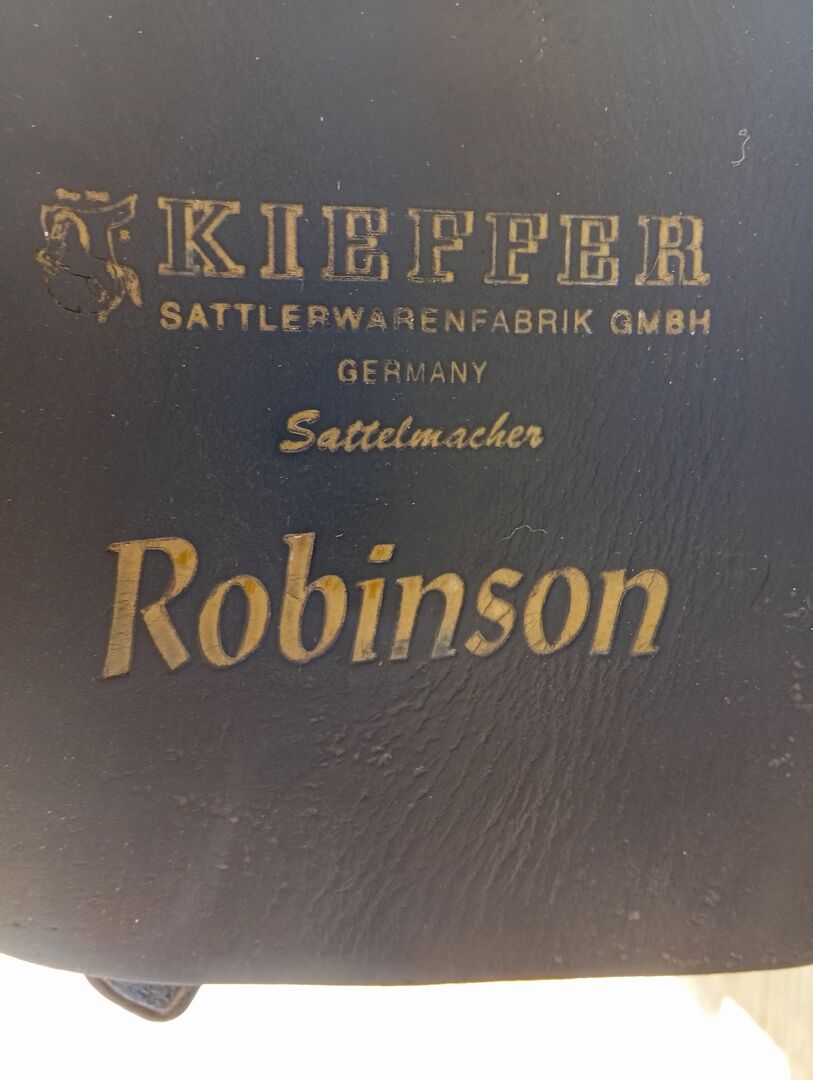 KIEFFER
SATTLERWARENFABRIK GMBH
GERMANY
Sattelmacher
Robinson